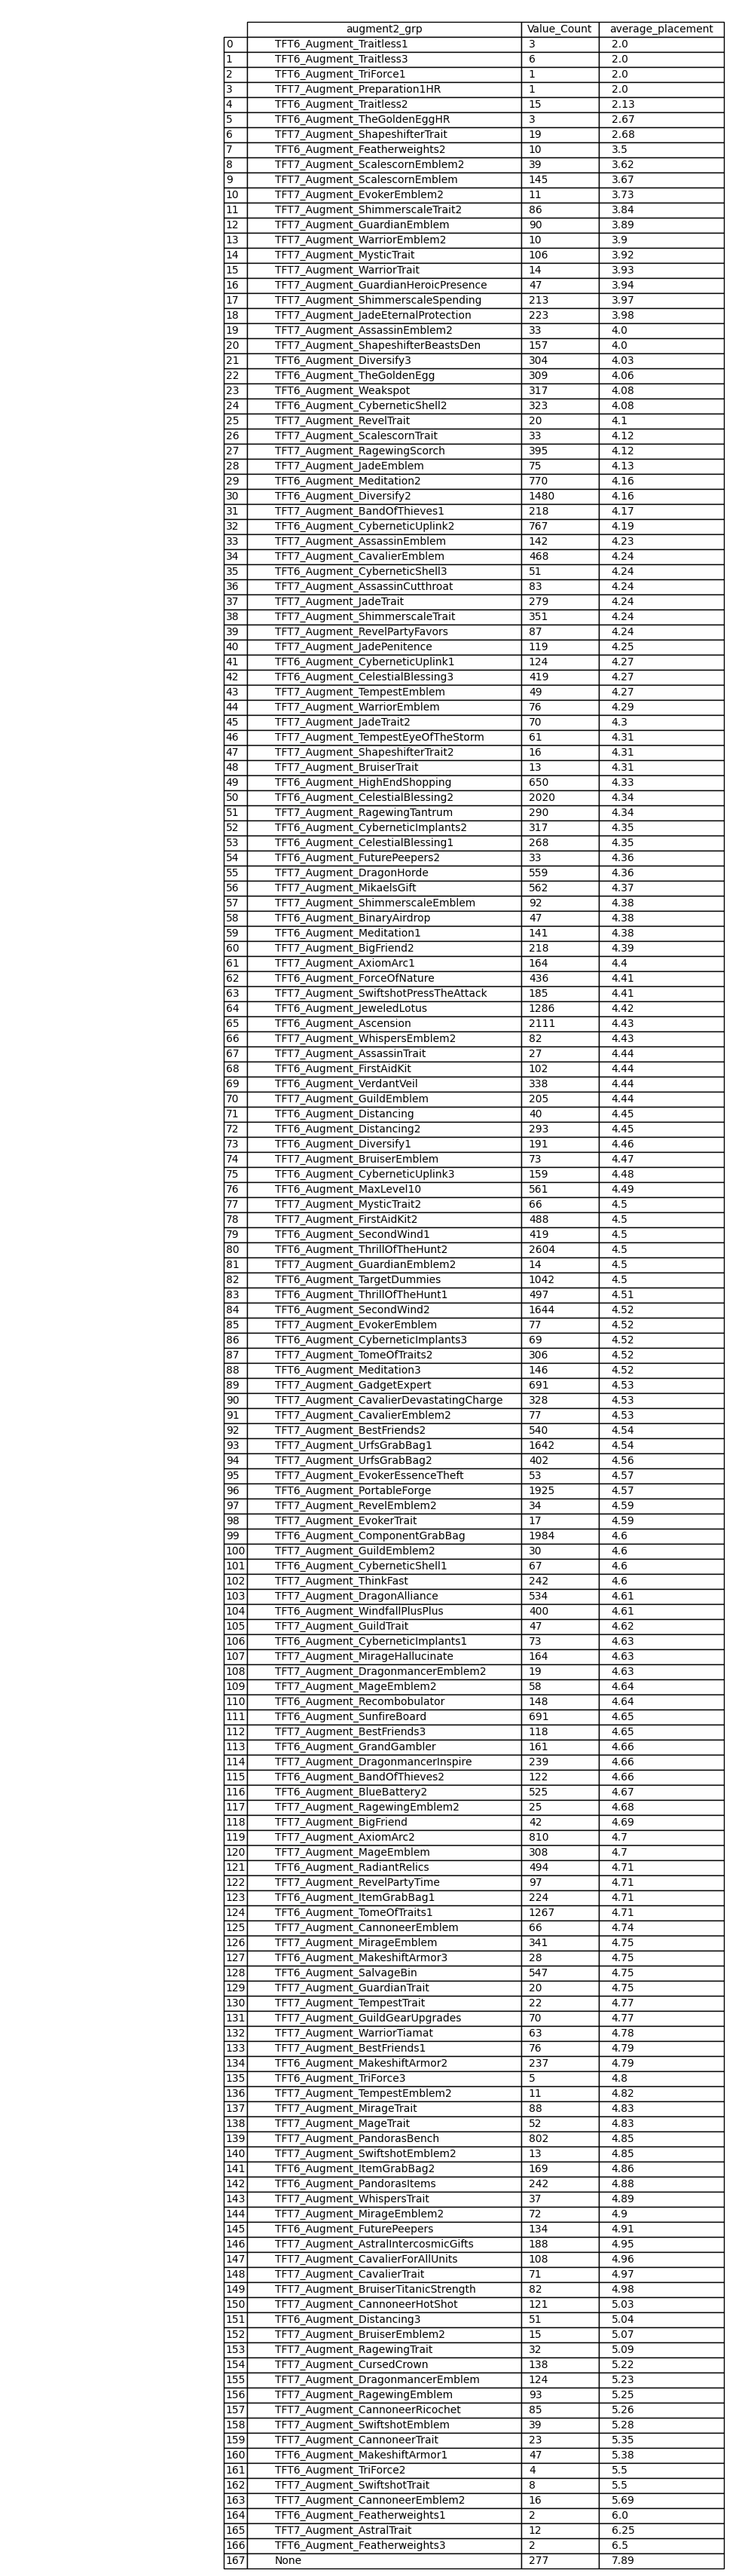 augment2_grp Value_Count average_placement
0 TFT6_Augment_Traitless1 3 2.0
1 TFT6_Augment_Traitless3 6 2.0
2 TFT6_Augment_TriForce1 1 2.0
3 TFT7_Augment_Preparation1HR 1 2.0
4 TFT6_Augment_Traitless2 15 2.13
5 TFT6_Augment_TheGoldenEggHR 3 2.67
6 TFT7_Augment_ShapeshifterTrait 19 2.68
7 TFT6_Augment_Featherweights2 10 3.5
8 TFT7_Augment_ScalescornEmblem2 39 3.62
9 TFT7_Augment_ScalescornEmblem 145 3.67
10 TFT7_Augment_EvokerEmblem2 11 3.73
11 TFT7_Augment_ShimmerscaleTrait2 86 3.84
12 TFT7_Augment_GuardianEmblem 90 3.89
13 TFT7_Augment_WarriorEmblem2 10 3.9
14 TFT7_Augment_MysticTrait 106 3.92
15 TFT7_Augment_WarriorTrait 14 3.93
16 TFT7_Augment_GuardianHeroicPresence 47 3.94
17 TFT7_Augment_ShimmerscaleSpending 213 3.97
18 TFT7_Augment_JadeEternalProtection 223 3.98
19 TFT7_Augment_AssassinEmblem2 33 4.0
20 TFT7_Augment_ShapeshifterBeastsDen 157 4.0
21 TFT6_Augment_Diversify3 304 4.03
22 TFT6_Augment_TheGoldenEgg 309 4.06
23 TFT6_Augment_Weakspot 317 4.08
24 TFT6_Augment_CyberneticShell2 323 4.08
25 TFT7_Augment_RevelTrait 20 4.1
26 TFT7_Augment_ScalescornTrait 33 4.12
27 TFT7_Augment_RagewingScorch 395 4.12
28 TFT7_Augment_JadeEmblem 75 4.13
29 TFT6_Augment_Meditation2 770 4.16
30 TFT6_Augment_Diversify2 1480 4.16
31 TFT7_Augment_BandOfThieves1 218 4.17
32 TFT6_Augment_CyberneticUplink2 767 4.19
33 TFT7_Augment_AssassinEmblem 142 4.23
34 TFT7_Augment_CavalierEmblem 468 4.24
35 TFT6_Augment_CyberneticShell3 51 4.24
36 TFT7_Augment_AssassinCutthroat 83 4.24
37 TFT7_Augment_JadeTrait 279 4.24
38 TFT7_Augment_ShimmerscaleTrait 351 4.24
39 TFT7_Augment_RevelPartyFavors 87 4.24
40 TFT7_Augment_JadePenitence 119 4.25
41 TFT6_Augment_CyberneticUplink1 124 4.27
42 TFT6_Augment_CelestialBlessing3 419 4.27
43 TFT7_Augment_TempestEmblem 49 4.27
44 TFT7_Augment_WarriorEmblem 76 4.29
45 TFT7_Augment_JadeTrait2 70 4.3
46 TFT7_Augment_TempestEyeOfTheStorm 61 4.31
47 TFT7_Augment_ShapeshifterTrait2 16 4.31
48 TFT7_Augment_BruiserTrait 13 4.31
49 TFT6_Augment_HighEndShopping 650 4.33
50 TFT6_Augment_CelestialBlessing2 2020 4.34
51 TFT7_Augment_RagewingTantrum 290 4.34
52 TFT6_Augment_CyberneticImplants2 317 4.35
53 TFT6_Augment_CelestialBlessing1 268 4.35
54 TFT7_Augment_FuturePeepers2 33 4.36
55 TFT7_Augment_DragonHorde 559 4.36
56 TFT7_Augment_MikaelsGift 562 4.37
57 TFT7_Augment_ShimmerscaleEmblem 92 4.38
58 TFT6_Augment_BinaryAirdrop 47 4.38
59 TFT6_Augment_Meditation1 141 4.38
60 TFT7_Augment_BigFriend2 218 4.39
61 TFT7_Augment_AxiomArc1 164 4.4
62 TFT6_Augment_ForceOfNature 436 4.41
63 TFT7_Augment_SwiftshotPressTheAttack 185 4.41
64 TFT6_Augment_JeweledLotus 1286 4.42
65 TFT6_Augment_Ascension 2111 4.43
66 TFT7_Augment_WhispersEmblem2 82 4.43
67 TFT7_Augment_AssassinTrait 27 4.44
68 TFT6_Augment_FirstAidKit 102 4.44
69 TFT6_Augment_VerdantVeil 338 4.44
70 TFT7_Augment_GuildEmblem 205 4.44
71 TFT6_Augment_Distancing 40 4.45
72 TFT6_Augment_Distancing2 293 4.45
73 TFT6_Augment_Diversify1 191 4.46
74 TFT7_Augment_BruiserEmblem 73 4.47
75 TFT6_Augment_CyberneticUplink3 159 4.48
76 TFT6_Augment_MaxLevel10 561 4.49
77 TFT7_Augment_MysticTrait2 66 4.5
78 TFT7_Augment_FirstAidKit2 488 4.5
79 TFT6_Augment_SecondWind1 419 4.5
80 TFT6_Augment_ThrillOfTheHunt2 2604 4.5
81 TFT7_Augment_GuardianEmblem2 14 4.5
82 TFT6_Augment_TargetDummies 1042 4.5
83 TFT6_Augment_ThrillOfTheHunt1 497 4.51
84 TFT6_Augment_SecondWind2 1644 4.52
85 TFT7_Augment_EvokerEmblem 77 4.52
86 TFT6_Augment_CyberneticImplants3 69 4.52
87 TFT7_Augment_TomeOfTraits2 306 4.52
88 TFT6_Augment_Meditation3 146 4.52
89 TFT7_Augment_GadgetExpert 691 4.53
90 TFT7_Augment_CavalierDevastatingCharge 328 4.53
91 TFT7_Augment_CavalierEmblem2 77 4.53
92 TFT7_Augment_BestFriends2 540 4.54
93 TFT7_Augment_UrfsGrabBag1 1642 4.54
94 TFT7_Augment_UrfsGrabBag2 402 4.56
95 TFT7_Augment_EvokerEssenceTheft 53 4.57
96 TFT6_Augment_PortableForge 1925 4.57
97 TFT7_Augment_RevelEmblem2 34 4.59
98 TFT7_Augment_EvokerTrait 17 4.59
99 TFT6_Augment_ComponentGrabBag 1984 4.6
100 TFT7_Augment_GuildEmblem2 30 4.6
101 TFT6_Augment_CyberneticShell1 67 4.6
102 TFT7_Augment_ThinkFast 242 4.6
103 TFT7_Augment_DragonAlliance 534 4.61
104 TFT6_Augment_WindfallPlusPlus 400 4.61
105 TFT7_Augment_GuildTrait 47 4.62
106 TFT6_Augment_CyberneticImplants1 73 4.63
107 TFT7_Augment_MirageHallucinate 164 4.63
108 TFT7_Augment_DragonmancerEmblem2 19 4.63
109 TFT7_Augment_MageEmblem2 58 4.64
110 TFT6_Augment_Recombobulator 148 4.64
111 TFT6_Augment_SunfireBoard 691 4.65
112 TFT7_Augment_BestFriends3 118 4.65
113 TFT6_Augment_GrandGambler 161 4.66
114 TFT7_Augment_DragonmancerInspire 239 4.66
115 TFT6_Augment_BandOfThieves2 122 4.66
116 TFT6_Augment_BlueBattery2 525 4.67
117 TFT7_Augment_RagewingEmblem2 25 4.68
118 TFT7_Augment_BigFriend 42 4.69
119 TFT7_Augment_AxiomArc2 810 4.7
120 TFT7_Augment_MageEmblem 308 4.7
121 TFT6_Augment_RadiantRelics 494 4.71
122 TFT7_Augment_RevelPartyTime 97 4.71
123 TFT6_Augment_ItemGrabBag1 224 4.71
124 TFT6_Augment_TomeOfTraits1 1267 4.71
125 TFT7_Augment_CannoneerEmblem 66 4.74
126 TFT7_Augment_MirageEmblem 341 4.75
127 TFT6_Augment_MakeshiftArmor3 28 4.75
128 TFT6_Augment_SalvageBin 547 4.75
129 TFT7_Augment_GuardianTrait 20 4.75
130 TFT7_Augment_TempestTrait 22 4.77
131 TFT7_Augment_GuildGearUpgrades 70 4.77
132 TFT7_Augment_WarriorTiamat 63 4.78
133 TFT7_Augment_BestFriends1 76 4.79
134 TFT6_Augment_MakeshiftArmor2 237 4.79
135 TFT6_Augment_TriForce3 5 4.8
136 TFT7_Augment_TempestEmblem2 11 4.82
137 TFT7_Augment_MirageTrait 88 4.83
138 TFT7_Augment_MageTrait 52 4.83
139 TFT7_Augment_PandorasBench 802 4.85
140 TFT7_Augment_SwiftshotEmblem2 13 4.85
141 TFT6_Augment_ItemGrabBag2 169 4.86
142 TFT6_Augment_PandorasItems 242 4.88
143 TFT7_Augment_WhispersTrait 37 4.89
144 TFT7_Augment_MirageEmblem2 72 4.9
145 TFT7_Augment_FuturePeepers 134 4.91
146 TFT7_Augment_AstralIntercosmicGifts 188 4.95
147 TFT7_Augment_CavalierForAllUnits 108 4.96
148 TFT7_Augment_CavalierTrait 71 4.97
149 TFT7_Augment_BruiserTitanicStrength 82 4.98
150 TFT7_Augment_CannoneerHotShot 121 5.03
151 TFT6_Augment_Distancing3 51 5.04
152 TFT7_Augment_BruiserEmblem2 15 5.07
153 TFT7_Augment_RagewingTrait 32 5.09
154 TFT7_Augment_CursedCrown 138 5.22
155 TFT7_Augment_DragonmancerEmblem 124 5.23
156 TFT7_Augment_RagewingEmblem 93 5.25
157 TFT7_Augment_CannoneerRicochet 85 5.26
158 TFT7_Augment_SwiftshotEmblem 39 5.28
159 TFT7_Augment_CannoneerTrait 23 5.35
160 TFT6_Augment_MakeshiftArmor1 47 5.38
161 TFT6_Augment_TriForce2 4 5.5
162 TFT7_Augment_SwiftshotTrait 8 5.5
163 TFT7_Augment_CannoneerEmblem2 16 5.69
164 TFT6_Augment_Featherweights1 2 6.0
165 TFT7_Augment_AstralTrait 12 6.25
166 TFT6_Augment_Featherweights3 2 6.5
167 None 277 7.89